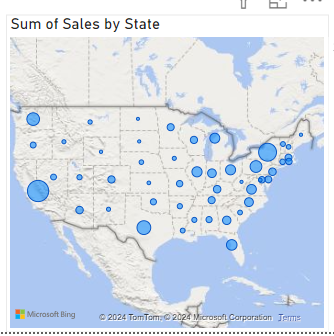 Sum of Sales by State
Microsoft Bing
© 2024 TomTom, © 2024 Microsoft Corporation Terms